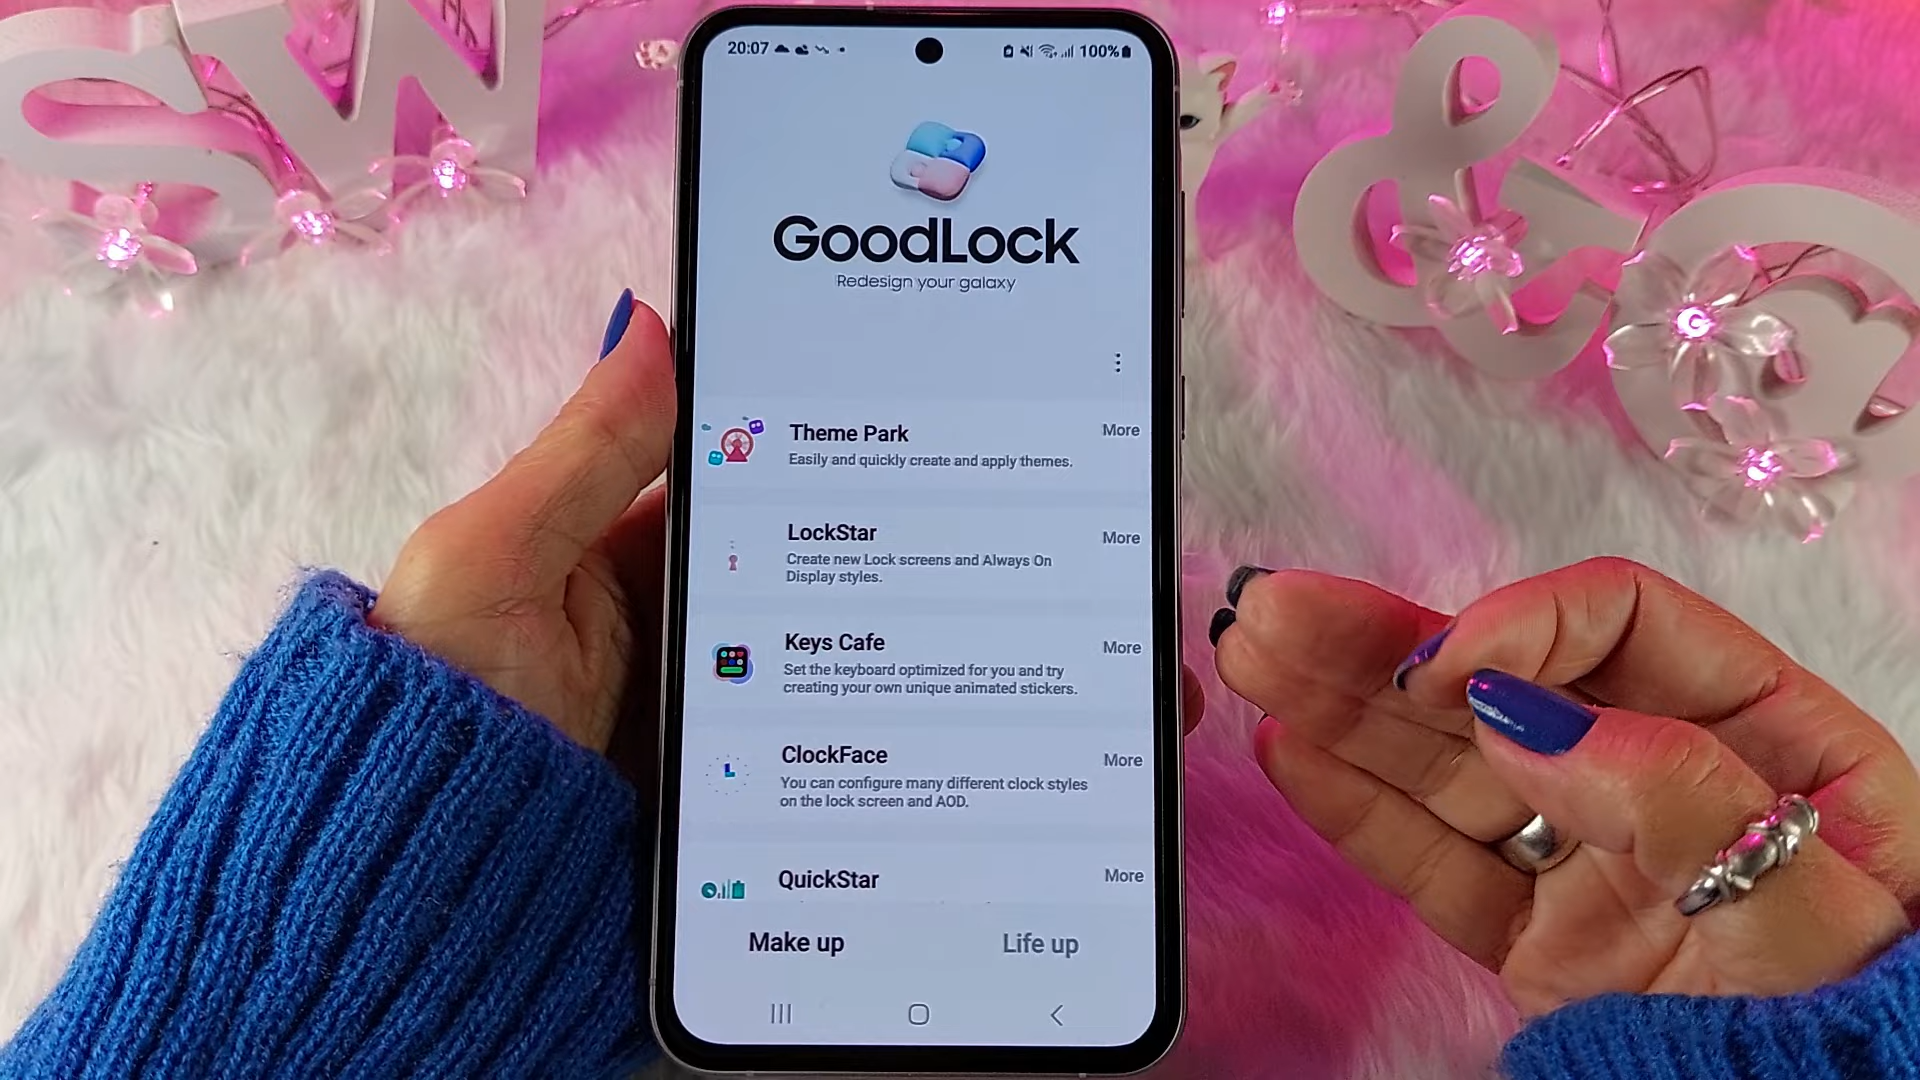 SW
&
20:07
100%
GoodLock
Redesign your galaxy
Theme Park
More
Easily and quickly create and apply themes.
LockStar
More
Create new Lock screens and Always On
Display styles.
Keys Cafe
More
Set the keyboard optimized for you and try
creating your own unique animated stickers.
ClockFace
More
You can configure many different clock styles
on the lock screen and AOD.
QuickStar
More
Make up
Life up